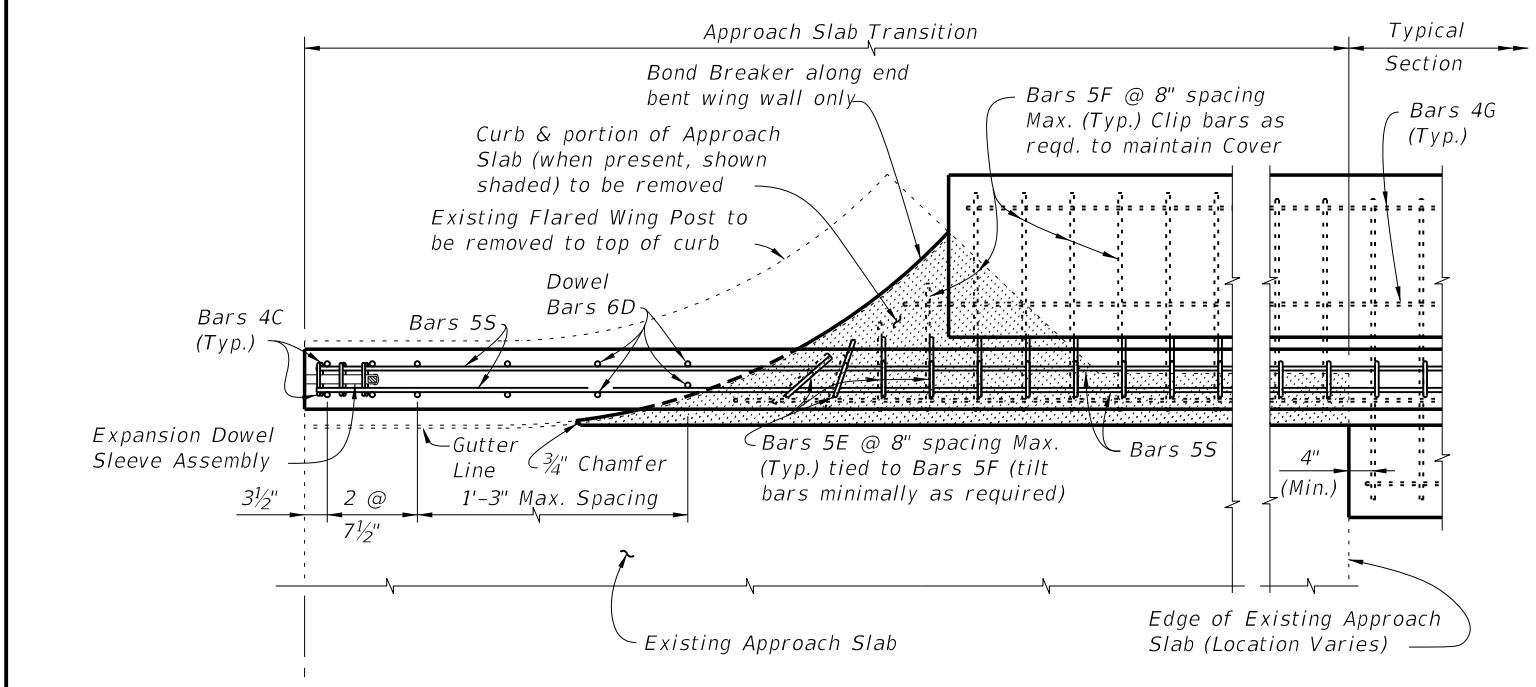 Approach Slab Transition
Typical
Section
Bond Breaker along end
bent wing wall only
Bars 5F @ 8" spacing
Max. (Typ.) Clip bars as
reqd. to maintain Cover
Bars 4G
(Typ.)
Curb & portion of Approach
Slab (when present, shown
shaded) to be removed
Existing Flared Wing Post to
be removed to top of curb
Dowel
Bars 6D
Bars 4C
(Typ.)
Bars 5S
Expansion Dowel
Sleeve Assembly
Gutter
Line
¾" Chamfer
Bars 5E @ 8" spacing Max.
(Typ.) tied to Bars 5F (tilt
bars minimally as required)
Bars 5S
4"
(Min.)
3½"
2 @
7½"
1'-3" Max. Spacing
Existing Approach Slab
Edge of Existing Approach
Slab (Location Varies)